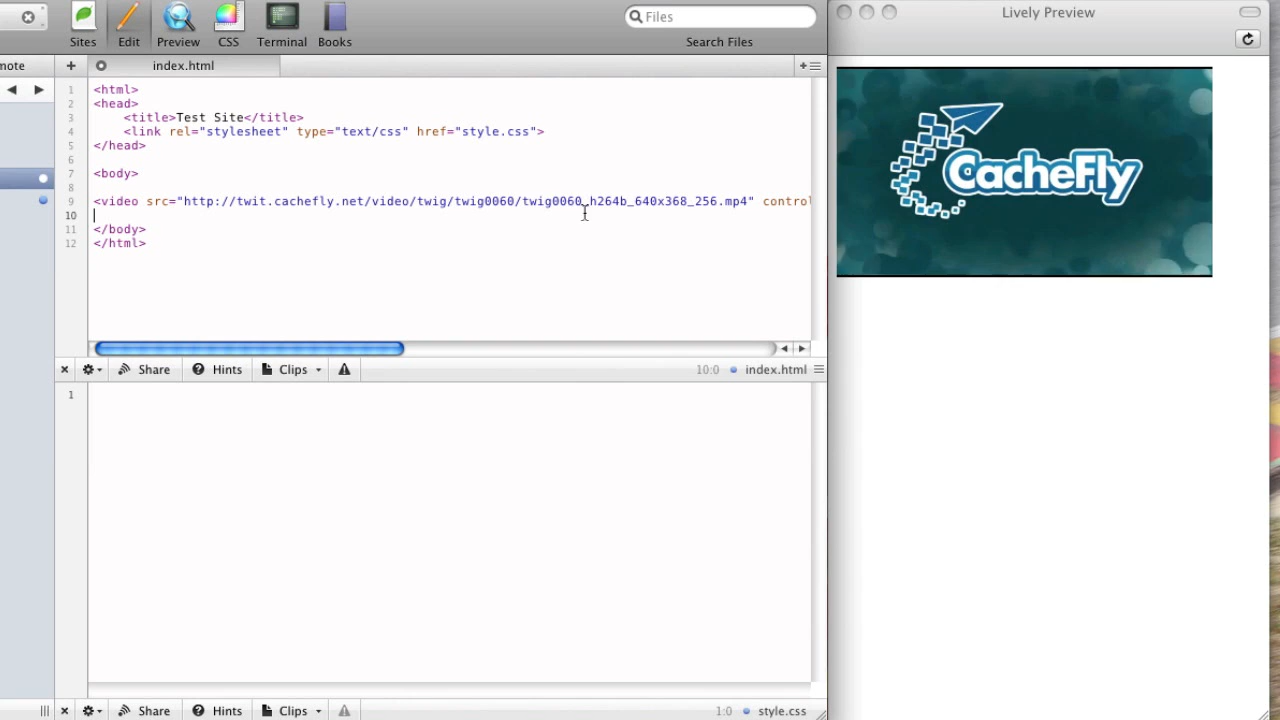 Sites Edit Preview CSS Terminal Books
Files
Search Files
Lively Preview
mote
index.html
1 <html>
2 <head>
3 <title>Test Site</title>
4 <link rel="stylesheet" type="text/css" href="style.css">
5 </head>
6
7 <body>
8
9 <video src="http://twit.cachefly.net/video/twig/twig0060/twig0060_h264b_640x368_256.mp4" control
10
11 </body>
12 </html>
CacheFly
Share Hints Clips 10:0 index.html
1
Share Hints Clips 1:0 style.css